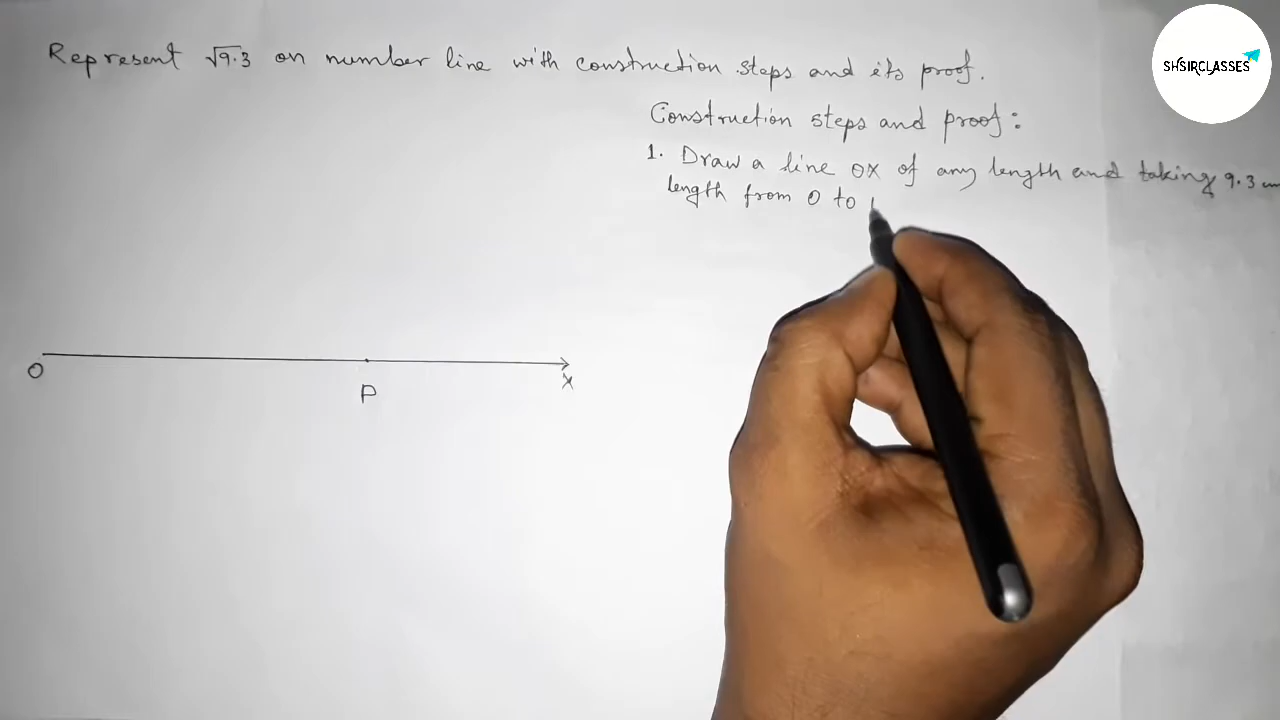 Represent √9.3 on number line with construction steps and its proof.
SHSIRCLASSES
Construction steps and proof :
1. Draw a line OX of any length and taking 9.3 cm
length from O to
O
P
X